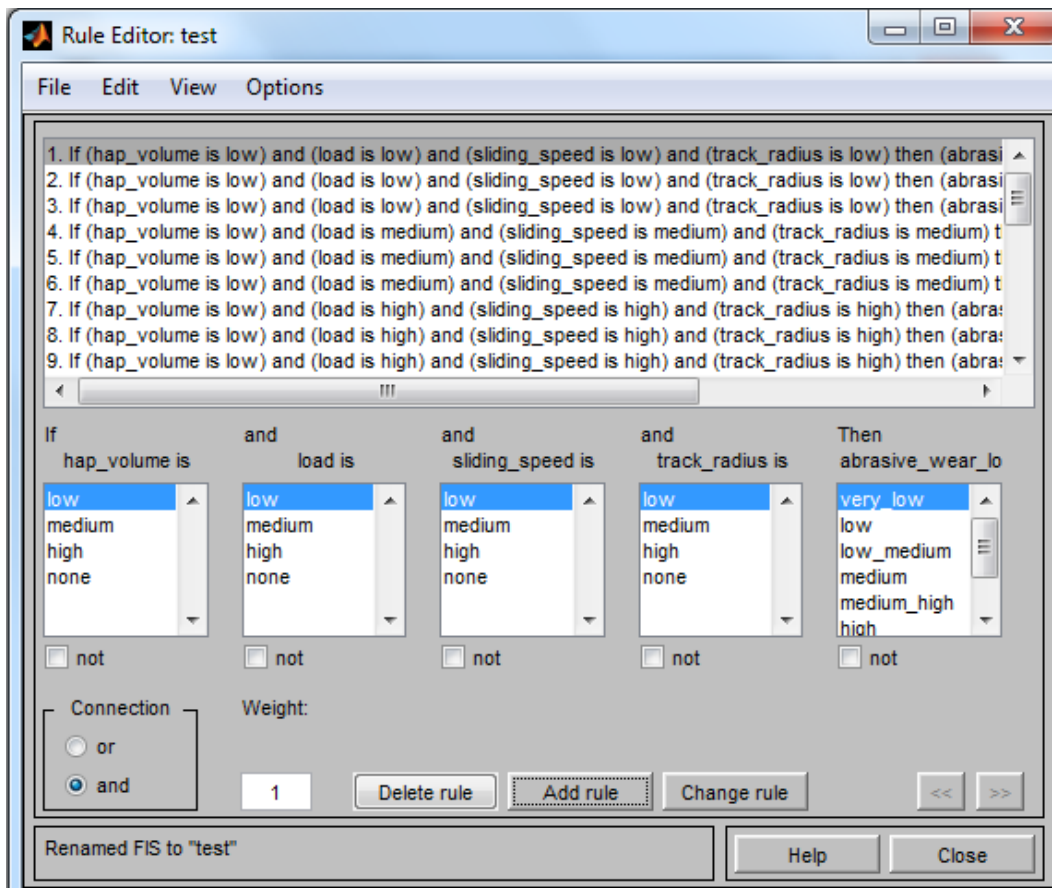 Rule Editor: test
File Edit View Options
1. If (hap_volume is low) and (load is low) and (sliding_speed is low) and (track_radius is low) then (abrasi
2. If (hap_volume is low) and (load is low) and (sliding_speed is low) and (track_radius is low) then (abrasi
3. If (hap_volume is low) and (load is low) and (sliding_speed is low) and (track_radius is low) then (abrasi
4. If (hap_volume is low) and (load is medium) and (sliding_speed is medium) and (track_radius is medium) t
5. If (hap_volume is low) and (load is medium) and (sliding_speed is medium) and (track_radius is medium) t
6. If (hap_volume is low) and (load is medium) and (sliding_speed is medium) and (track_radius is medium) t
7. If (hap_volume is low) and (load is high) and (sliding_speed is high) and (track_radius is high) then (abra
8. If (hap_volume is low) and (load is high) and (sliding_speed is high) and (track_radius is high) then (abra
9. If (hap_volume is low) and (load is high) and (sliding_speed is high) and (track_radius is high) then (abra
If and and and Then
hap_volume is load is sliding_speed is track_radius is abrasive_wear_lo
low low low low very_low
medium medium medium medium low
high high high high low_medium
none none none none medium
medium_high
high
not not not not not
Connection Weight:
or
and 1 Delete rule Add rule Change rule << >>
Renamed FIS to "test" Help Close